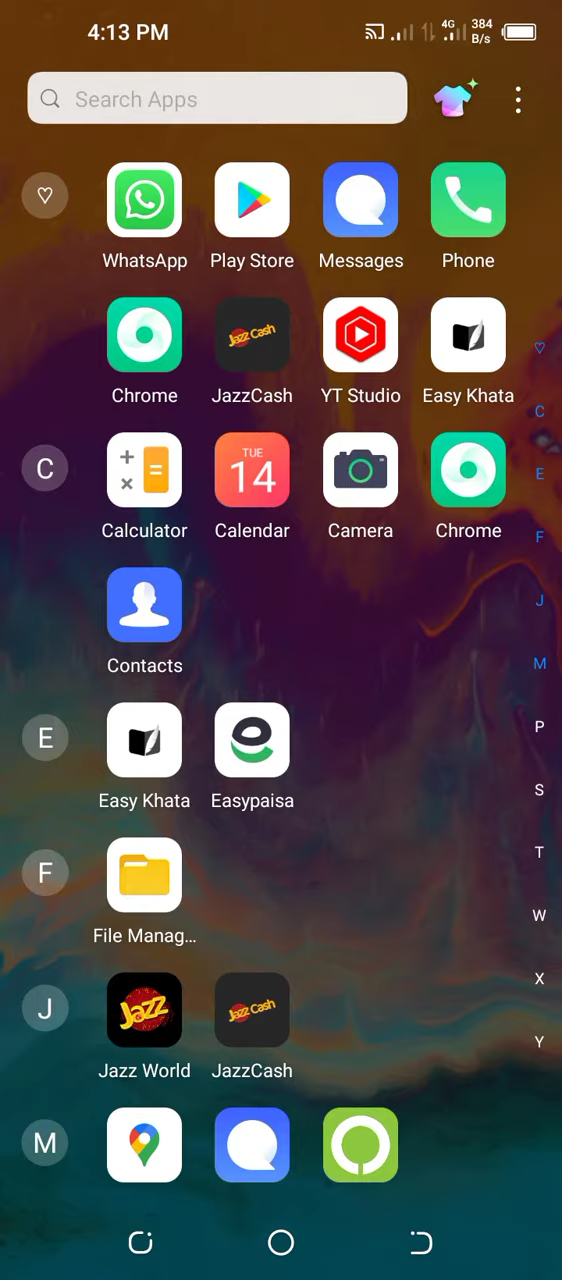 4:13 PM 4G 384 B/s
Search Apps
WhatsApp Play Store Messages Phone
Jazz Cash
Chrome JazzCash YT Studio Easy Khata
C
TUE
14
Calculator Calendar Camera Chrome
Contacts
E
Easy Khata Easypaisa
F
File Manag...
J
Jazz Jazz Cash
Jazz World JazzCash
M
C
E
F
J
M
P
S
T
W
X
Y